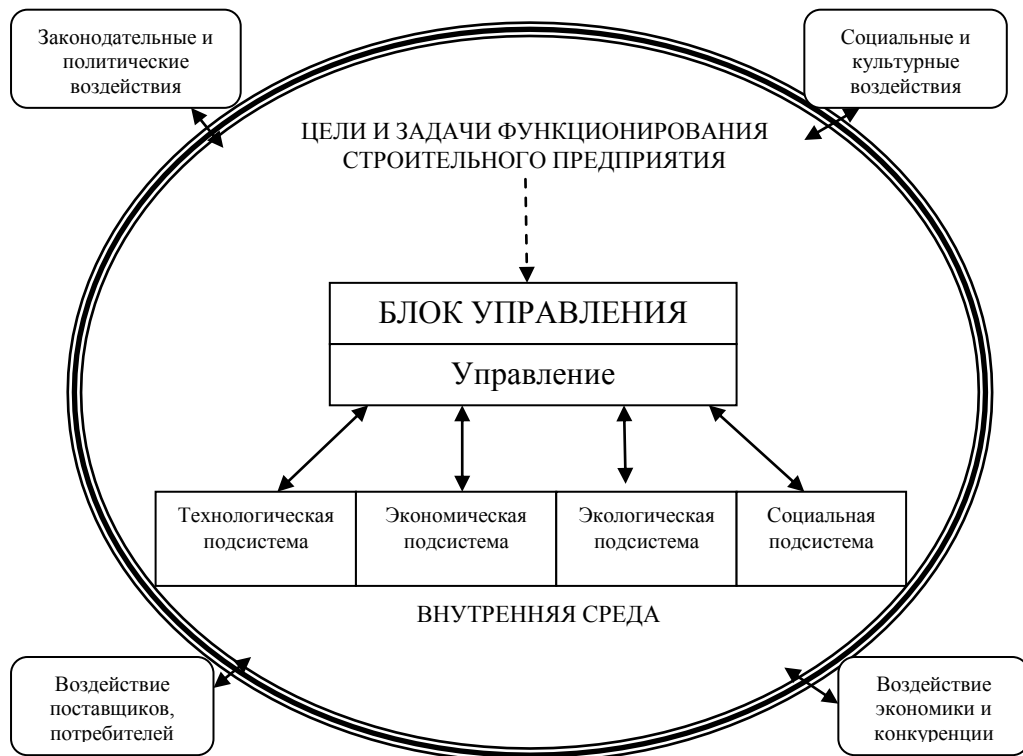 Законодательные и
политические
воздействия
Социальные и
культурные
воздействия
ЦЕЛИ И ЗАДАЧИ ФУНКЦИОНИРОВАНИЯ
СТРОИТЕЛЬНОГО ПРЕДПРИЯТИЯ
БЛОК УПРАВЛЕНИЯ
Управление
Технологическая
подсистема
Экономическая
подсистема
Экологическая
подсистема
Социальная
подсистема
ВНУТРЕННЯЯ СРЕДА
Воздействие
поставщиков,
потребителей
Воздействие
экономики и
конкуренции